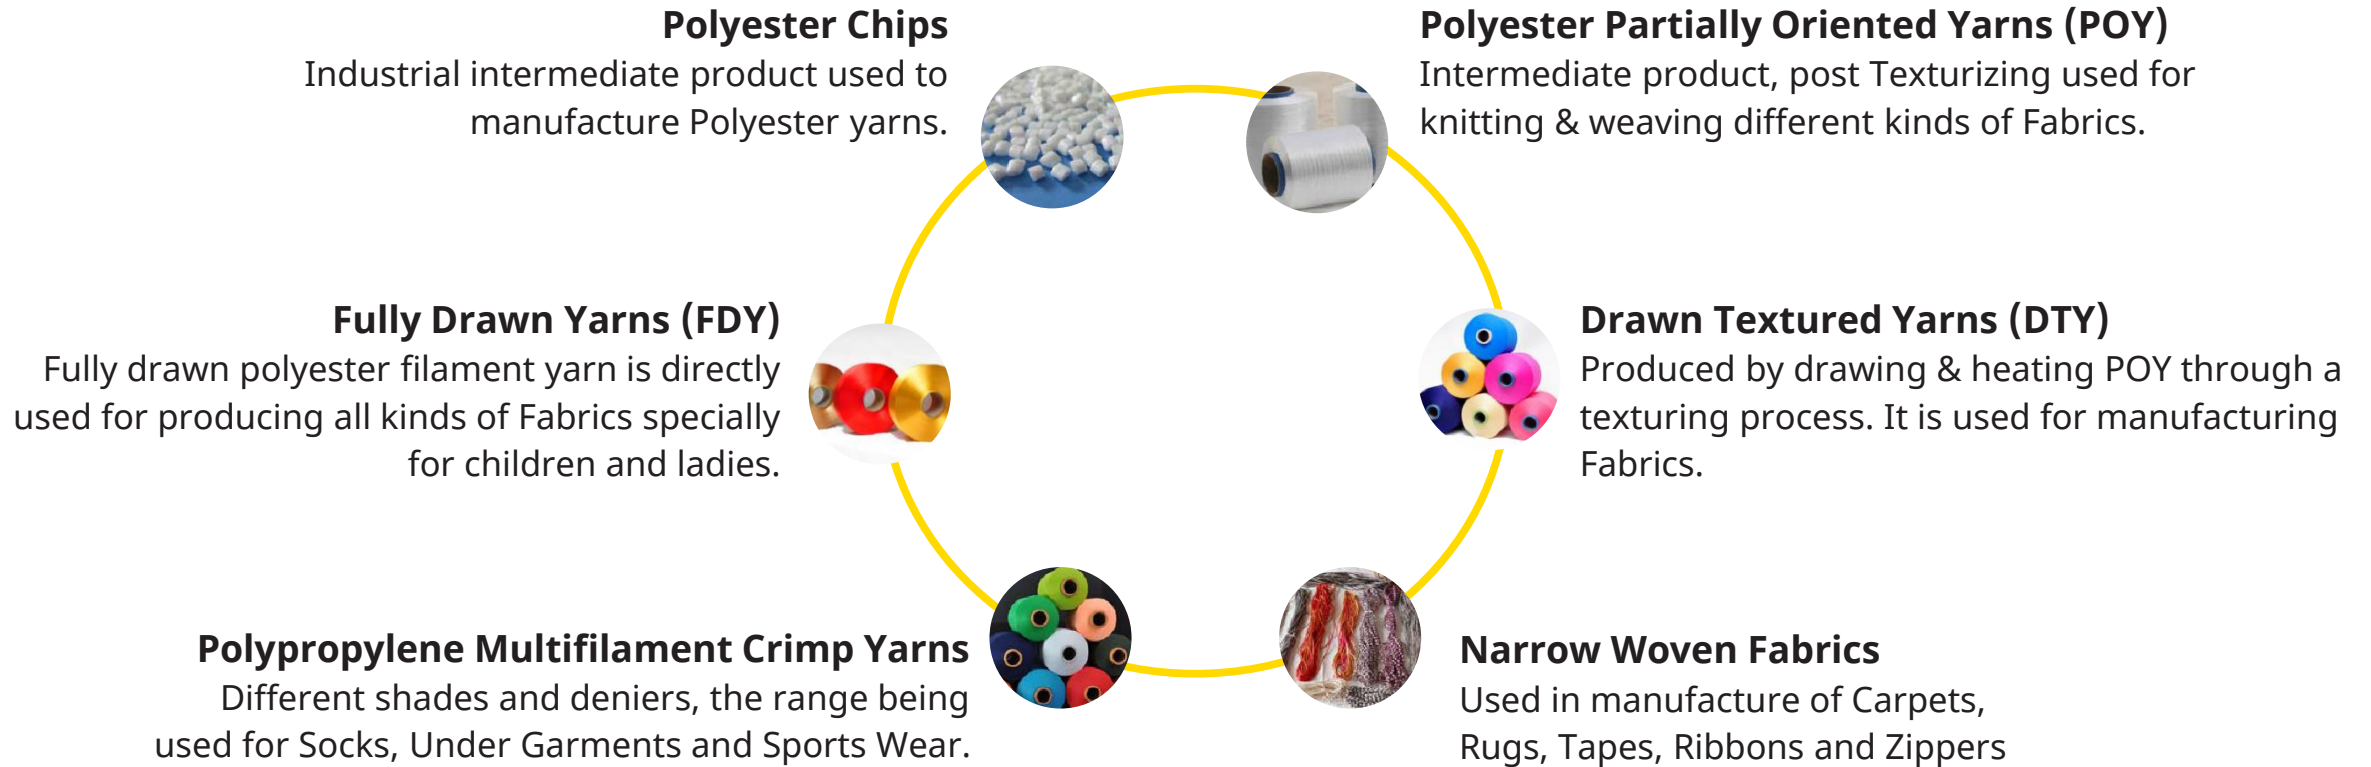 Polyester Chips
Industrial intermediate product used to
manufacture Polyester yarns.
Polyester Partially Oriented Yarns (POY)
Intermediate product, post Texturizing used for
knitting & weaving different kinds of Fabrics.
Fully Drawn Yarns (FDY)
Fully drawn polyester filament yarn is directly
used for producing all kinds of Fabrics specially
for children and ladies.
Drawn Textured Yarns (DTY)
Produced by drawing & heating POY through a
texturing process. It is used for manufacturing
Fabrics.
Polypropylene Multifilament Crimp Yarns
Different shades and deniers, the range being
used for Socks, Under Garments and Sports Wear.
Narrow Woven Fabrics
Used in manufacture of Carpets,
Rugs, Tapes, Ribbons and Zippers